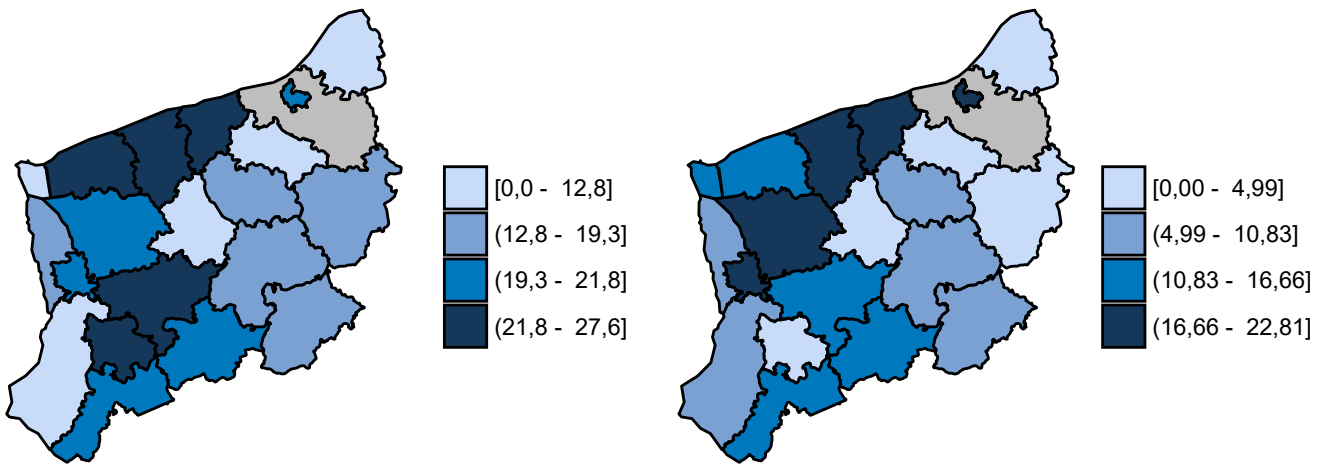 [0,0 - 12,8]
(12,8 - 19,3]
(19,3 - 21,8]
(21,8 - 27,6]
[0,00 - 4,99]
(4,99 - 10,83]
(10,83 - 16,66]
(16,66 - 22,81]